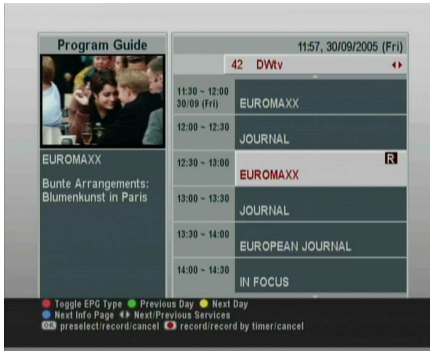 Program Guide
11:57, 30/09/2005 (Fri)
42 DWtv
11:30 ~ 12:00
30/09 (Fri)
EUROMAXX
12:00 ~ 12:30
JOURNAL
12:30 ~ 13:00
R
EUROMAXX
13:00 ~ 13:30
JOURNAL
13:30 ~ 14:00
EUROPEAN JOURNAL
14:00 ~ 14:30
IN FOCUS
EUROMAXX
Bunte Arrangements:
Blumenkunst in Paris
Toggle EPG Type Previous Day Next Day
Next Info Page Next/Previous Services
OK preselect/record/cancel record/record by timer/cancel